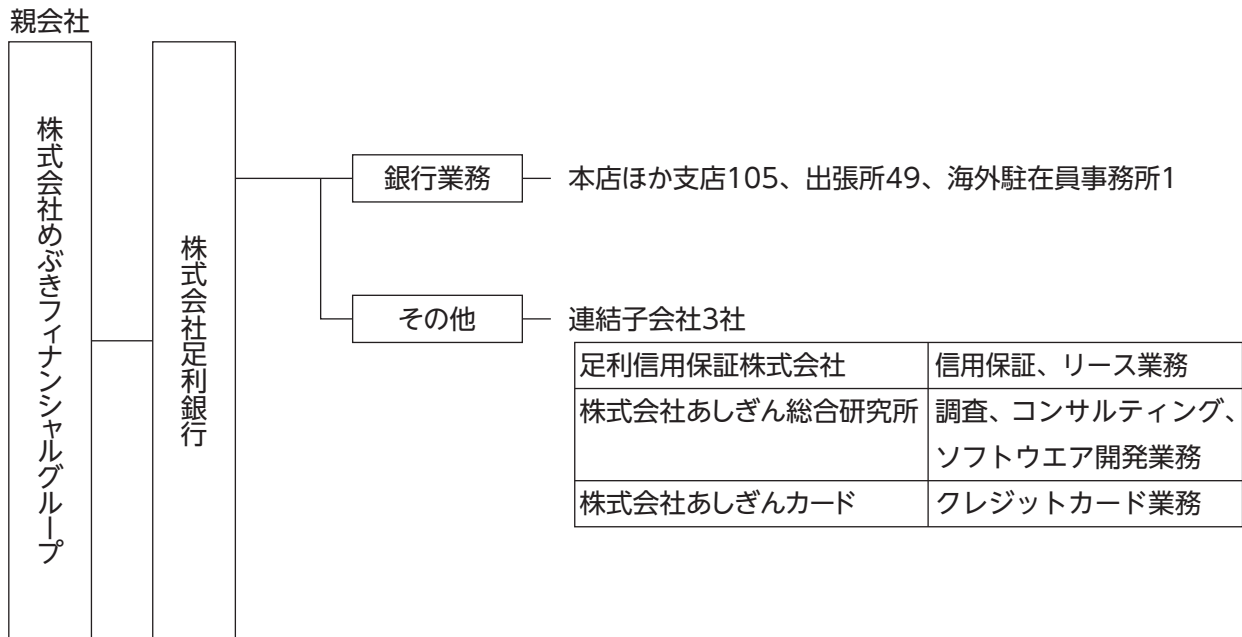 親会社
株式会社めぶきフィナンシャルグループ
株式会社足利銀行
銀行業務
本店ほか支店105、出張所49、海外駐在員事務所1
その他
連結子会社3社
足利信用保証株式会社
信用保証、リース業務
株式会社あしぎん総合研究所
調査、コンサルティング、
ソフトウエア開発業務
株式会社あしぎんカード
クレジットカード業務